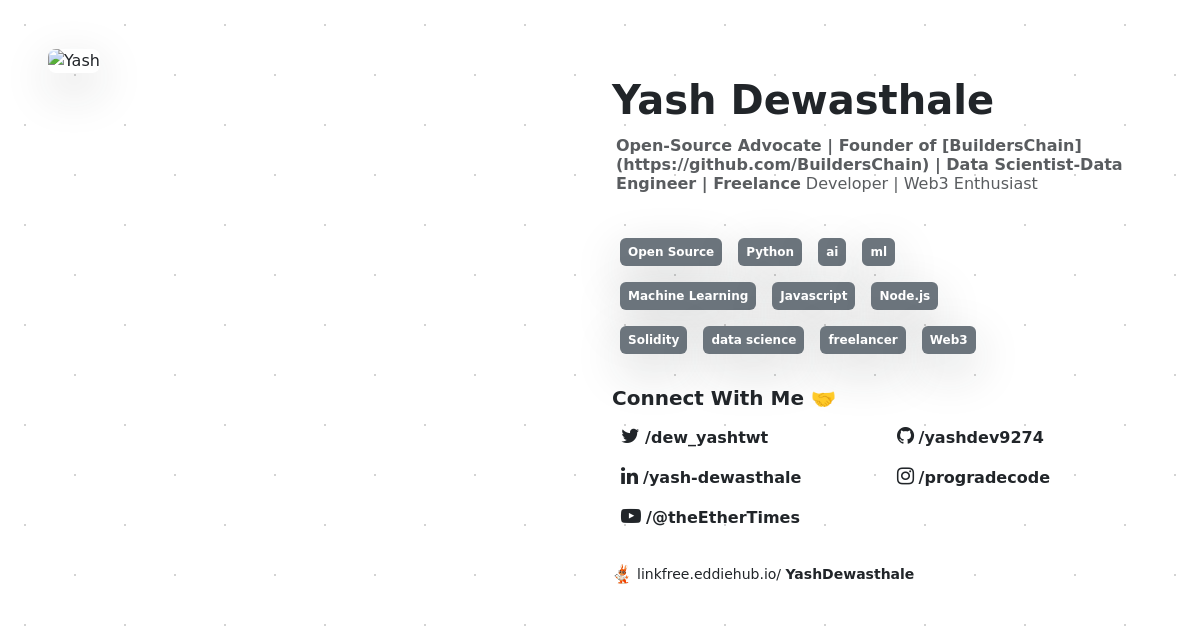 Yash
Yash Dewasthale
Open-Source Advocate | Founder of [BuildersChain]
(https://github.com/BuildersChain) | Data Scientist-Data
Engineer | Freelance Developer | Web3 Enthusiast
Open Source Python ai ml
Machine Learning Javascript Node.js
Solidity data science freelancer Web3
Connect With Me 🤝
/dew_yashtwt /yashdev9274
/yash-dewasthale /progradecode
/@theEtherTimes
linkfree.eddiehub.io/ YashDewasthale